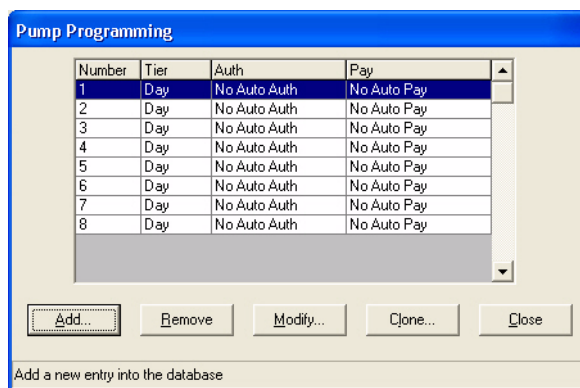 Pump Programming
Number Tier Auth Pay
1 Day No Auto Auth No Auto Pay
2 Day No Auto Auth No Auto Pay
3 Day No Auto Auth No Auto Pay
4 Day No Auto Auth No Auto Pay
5 Day No Auto Auth No Auto Pay
6 Day No Auto Auth No Auto Pay
7 Day No Auto Auth No Auto Pay
8 Day No Auto Auth No Auto Pay
Add... Remove Modify... Clone... Close
Add a new entry into the database